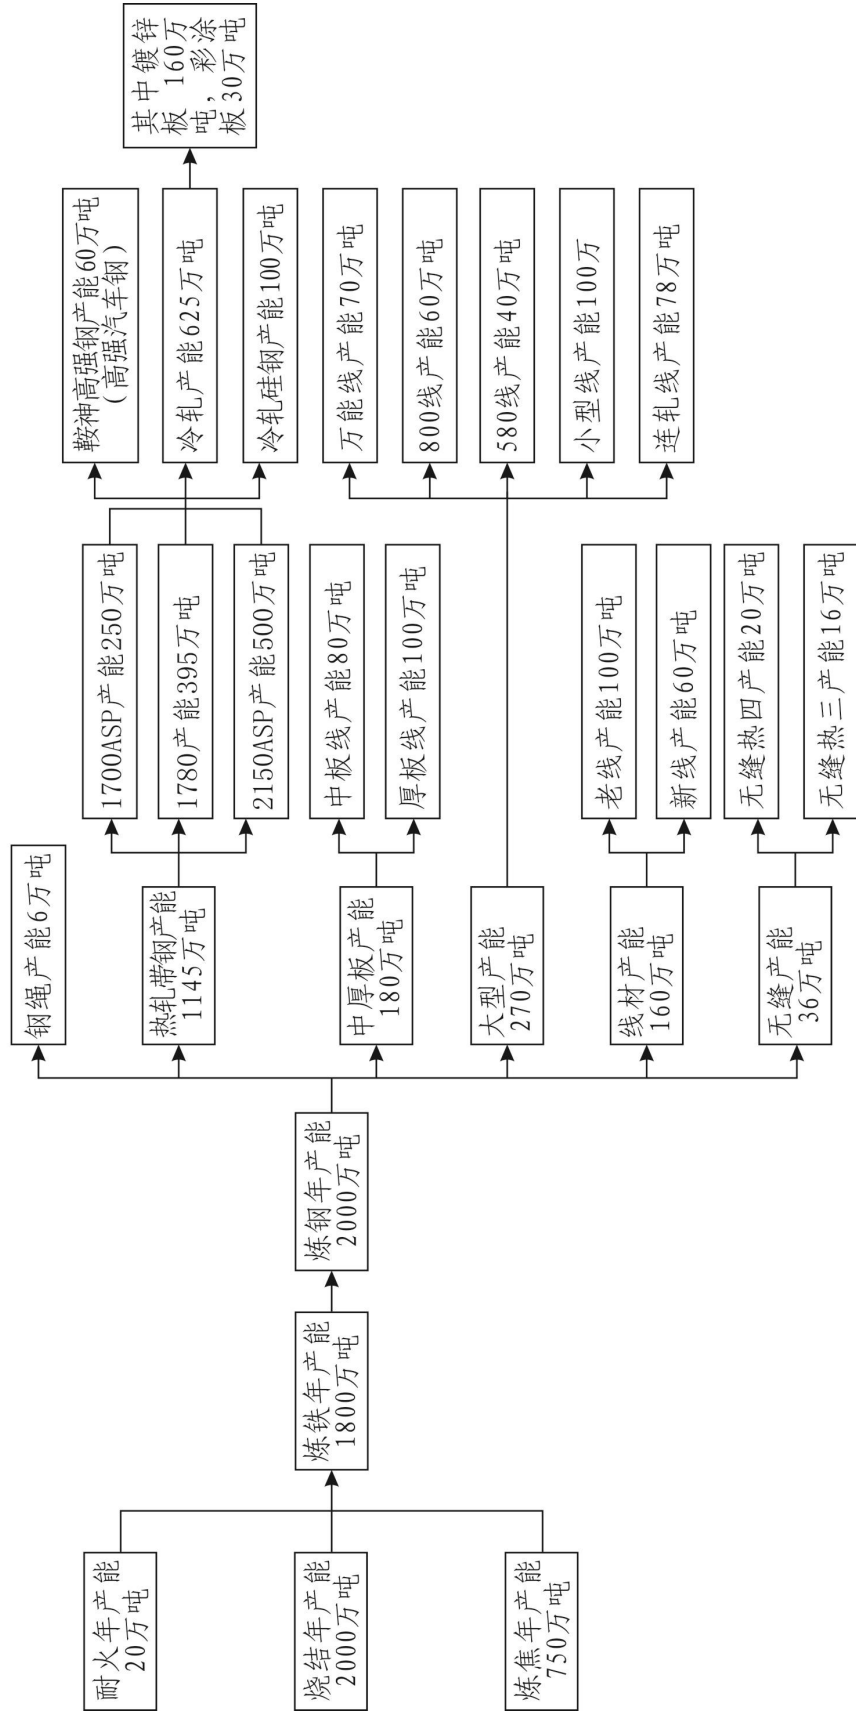 耐火年产能
20万吨
烧结年产能
2000万吨
炼焦年产能
750万吨
炼铁年产能
1800万吨
炼钢年产能
2000万吨
钢绳产能6万吨
热轧带钢产能
1145万吨
中厚板产能
180万吨
大型产能
270万吨
线材产能
160万吨
无缝产能
36万吨
1700ASP产能250万吨
1780产能395万吨
2150ASP产能500万吨
中板线产能80万吨
厚板线产能100万吨
老线产能100万吨
新线产能60万吨
无缝热四产能20万吨
无缝热三产能16万吨
鞍神高强钢产能60万吨
(高强汽车钢)
冷轧产能625万吨
冷轧硅钢产能100万吨
万能线产能70万吨
800线产能60万吨
580线产能40万吨
小型线产能100万
连轧线产能78万吨
其中镀锌
板 160万
吨, 彩涂
板30万吨